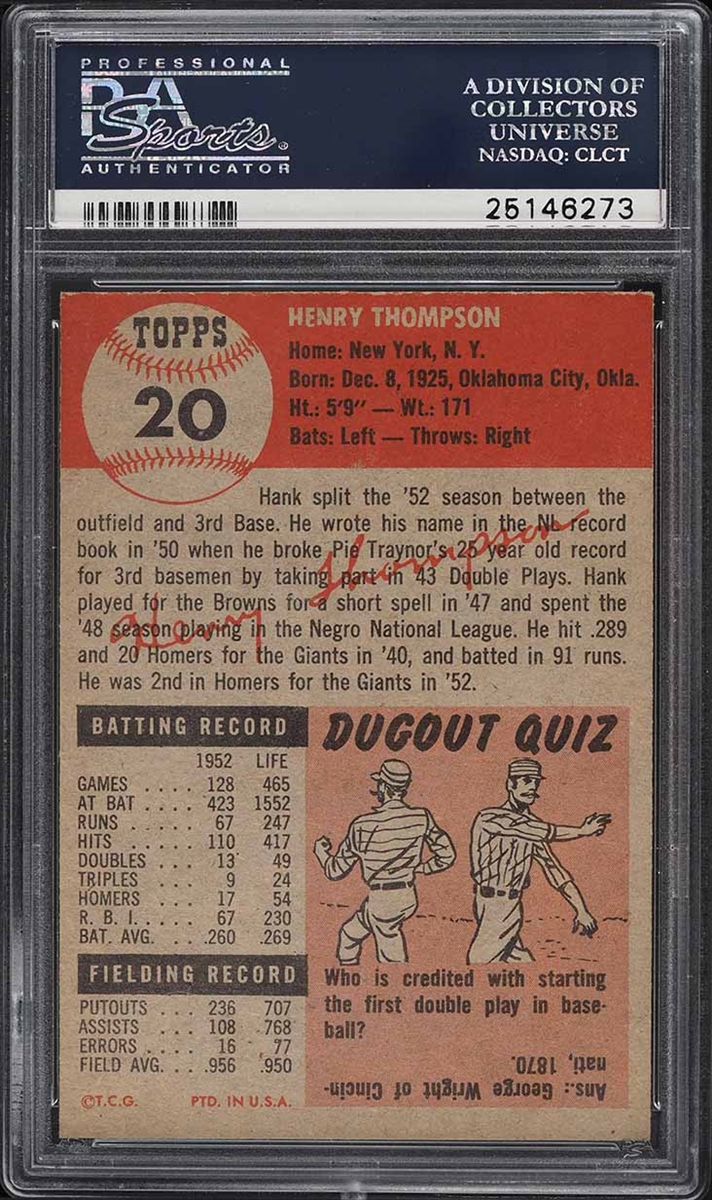 PROFESSIONAL
PSA
Sports®
AUTHENTICATOR
A DIVISION OF
COLLECTORS
UNIVERSE
NASDAQ: CLCT
25146273
TOPPS
20
HENRY THOMPSON
Home: New York, N. Y.
Born: Dec. 8, 1925, Oklahoma City, Okla.
Ht.: 5'9" — Wt.: 171
Bats: Left — Throws: Right
Hank split the '52 season between the
outfield and 3rd Base. He wrote his name in the NL record
book in '50 when he broke Pie Traynor's 25 year old record
for 3rd basemen by taking part in 43 Double Plays. Hank
played for the Browns for a short spell in '47 and spent the
'48 season playing in the Negro National League. He hit .289
and 20 Homers for the Giants in '40, and batted in 91 runs.
He was 2nd in Homers for the Giants in '52.
Henry Thompson
BATTING RECORD
1952 LIFE
GAMES .... 128 465
AT BAT .... 423 1552
RUNS ..... 67 247
HITS ..... 110 417
DOUBLES ... 13 49
TRIPLES ... 9 24
HOMERS ... 17 54
R. B. I. .... 67 230
BAT. AVG. ... .260 .269
FIELDING RECORD
PUTOUTS ... 236 707
ASSISTS ... 108 768
ERRORS .... 16 77
FIELD AVG. ... .956 .950
©T.C.G. PTD. IN U.S.A.
DUGOUT QUIZ
Who is credited with starting
the first double play in base-
ball?
Ans.: George Wright of Cincin-
nati, 1870.